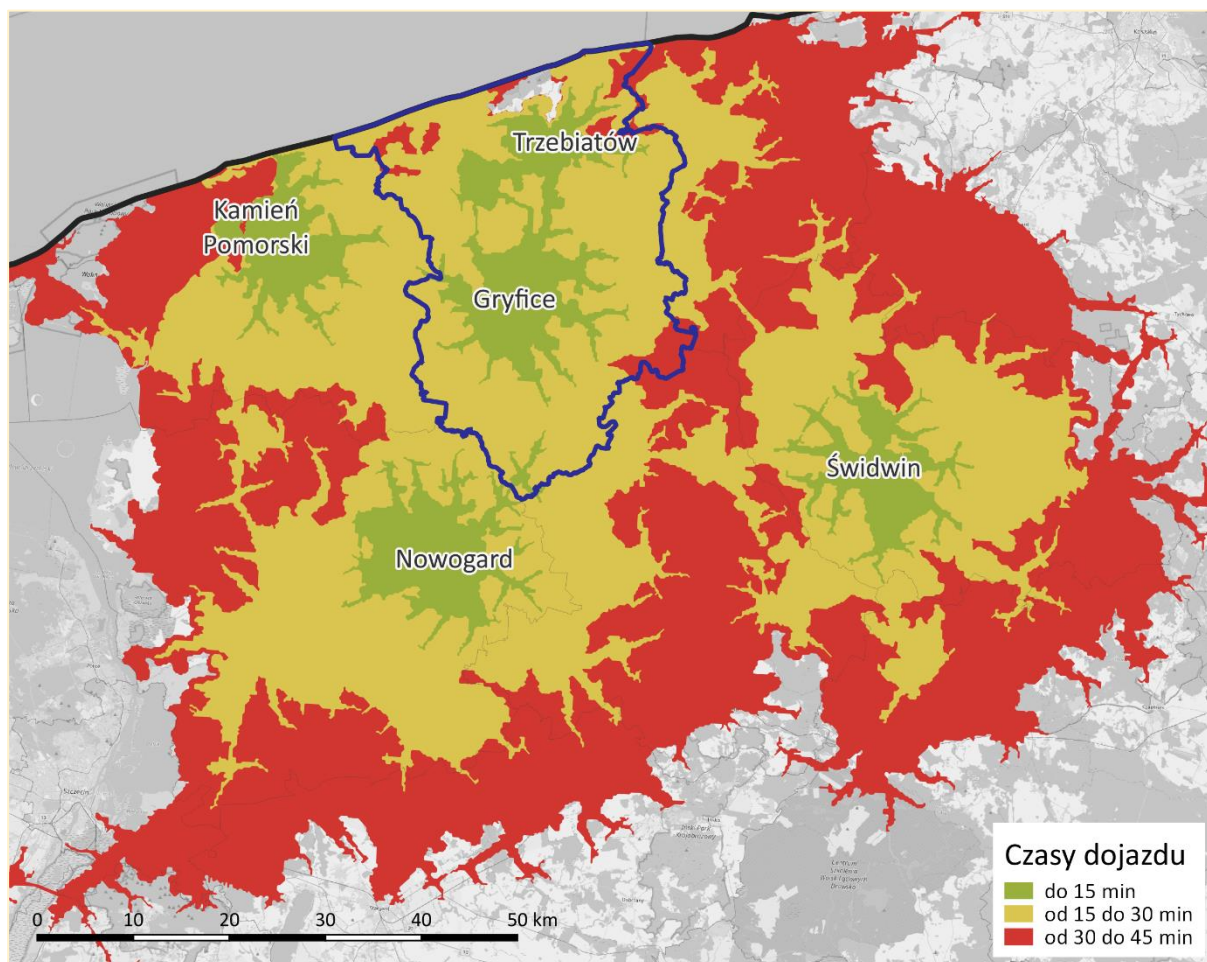 Trzebiatów
Kamień
Pomorski
Gryfice
Świdwin
Nowogard
Szczecin
Czasy dojazdu
do 15 min
od 15 do 30 min
od 30 do 45 min
0 10 20 30 40 50 km